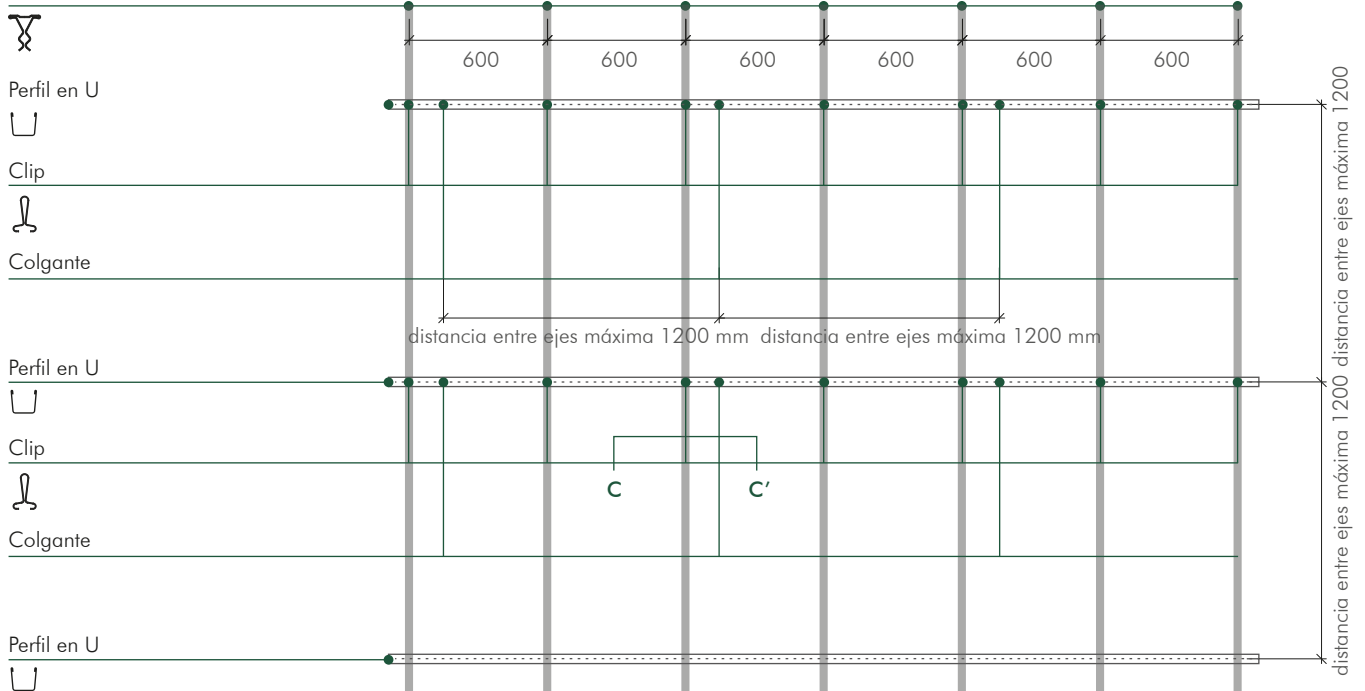 600 600 600 600 600 600
Perfil en U
Clip
Colgante
distancia entre ejes máxima 1200 mm distancia entre ejes máxima 1200 mm
Perfil en U
Clip
C C'
Colgante
Perfil en U
distancia entre ejes máxima 1200 distancia entre ejes máxima 1200